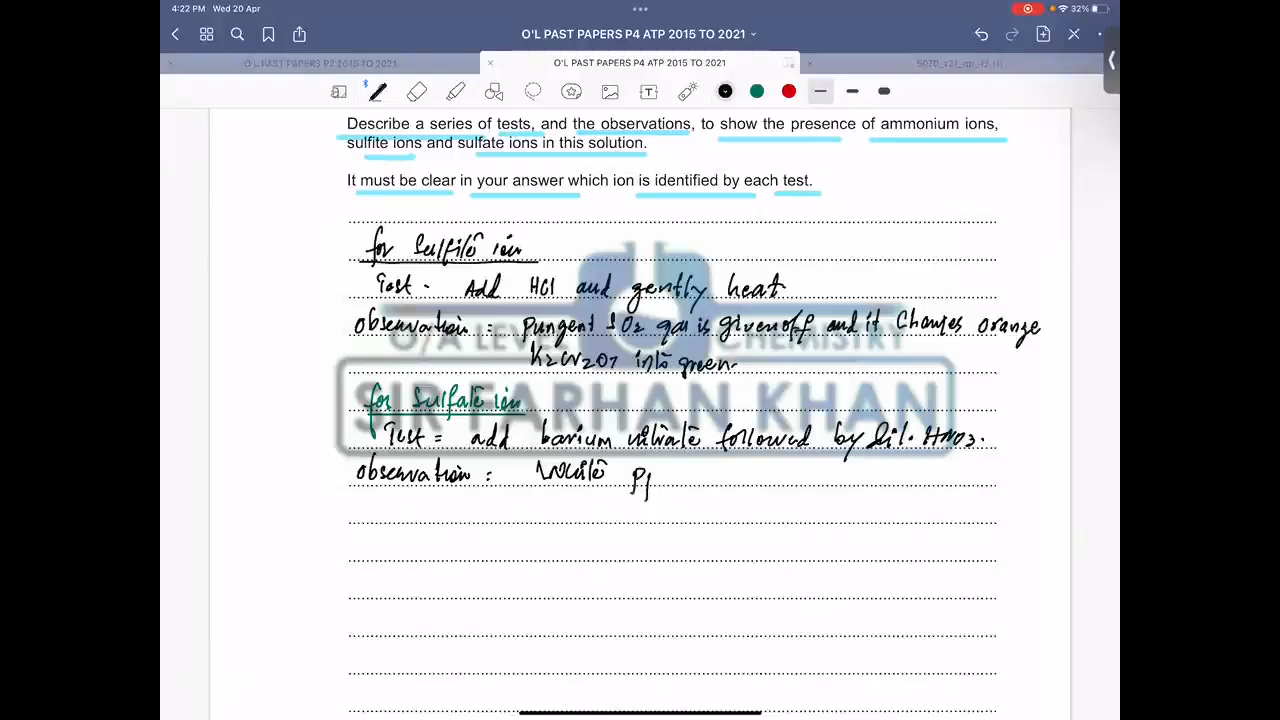 4:22 PM Wed 20 Apr
32%
O'L PAST PAPERS P4 ATP 2015 TO 2021
O'L PAST PAPERS P2 2015 TO 2021
O'L PAST PAPERS P4 ATP 2015 TO 2021
Describe a series of tests, and the observations, to show the presence of ammonium ions,
sulfite ions and sulfate ions in this solution.
It must be clear in your answer which ion is identified by each test.
for Sulfite ion
Test - Add HCl and gently heat
observation : pungent SO2 gas is given off and it changes orange
O/A LEVEL CHEMISTRY
K2Cr2O7 into green
SIR FARHAN KHAN
for Sulfate ion
Test = add barium nitrate followed by dil. HNO3.
observation : White